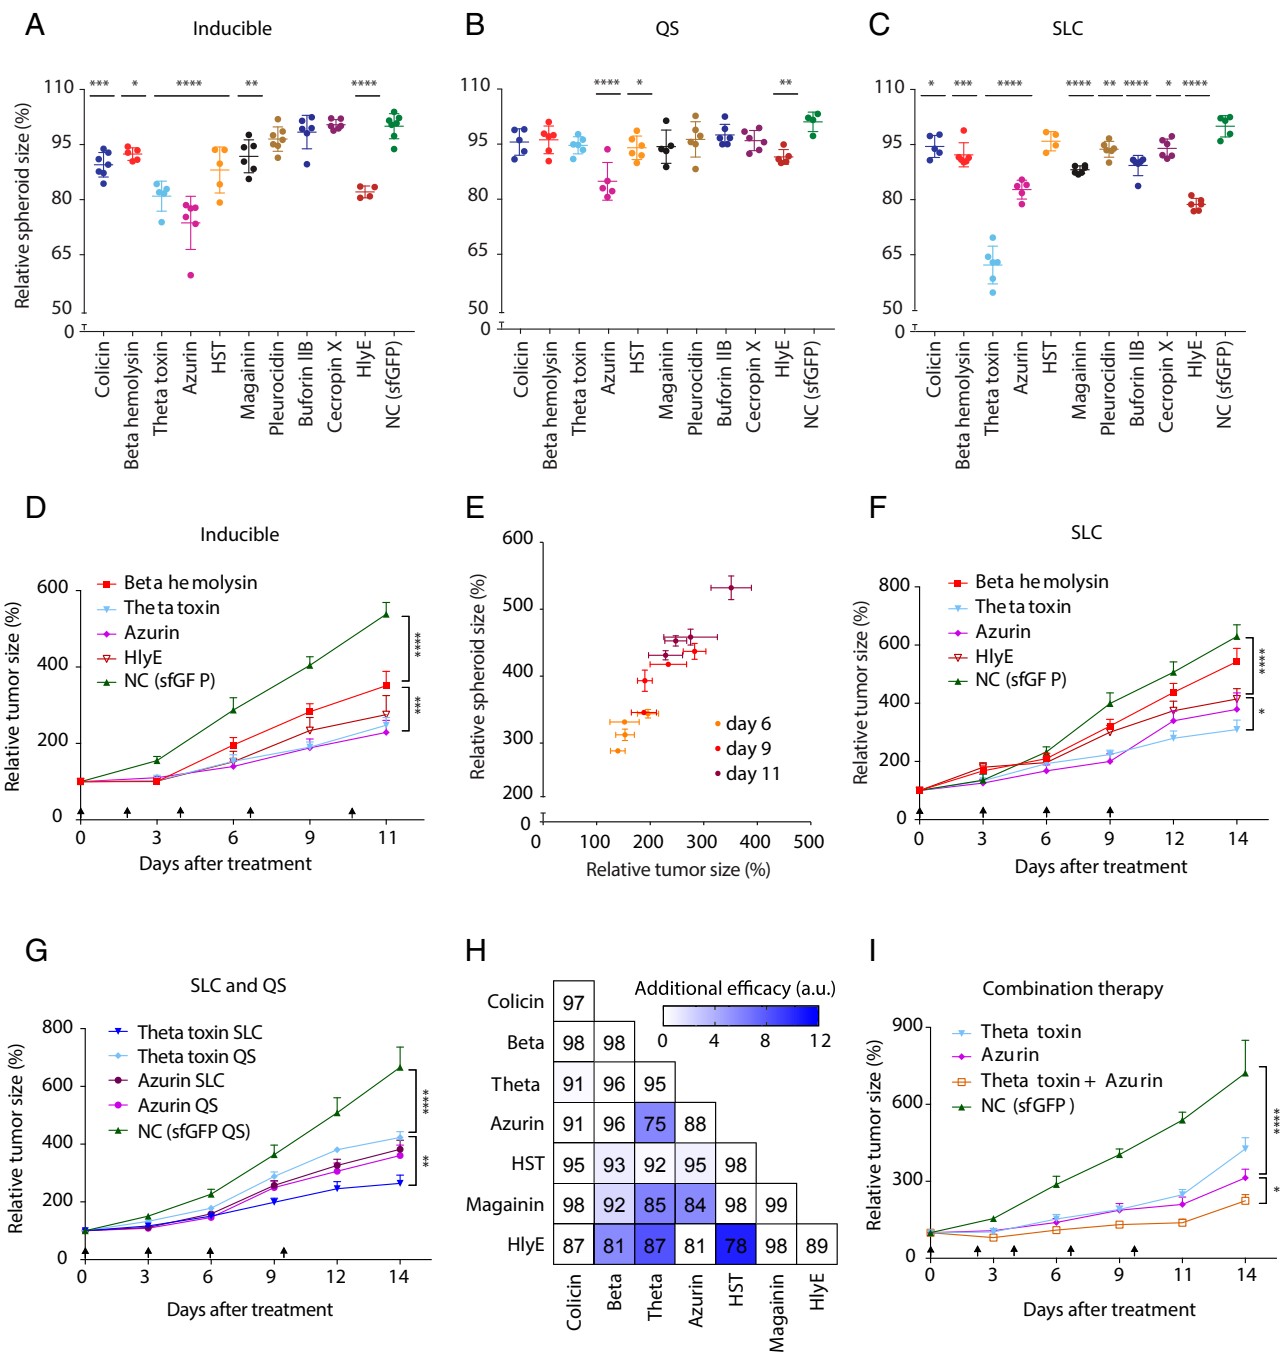 A
Inducible
B
QS
C
SLC
*** * **** ** ****
**** * **
* *** **** **** ** **** * ****
Relative spheroid size (%)
110
95
80
65
50
0
110
95
80
65
50
0
110
95
80
65
50
0
Colicin
Beta hemolysin
Theta toxin
Azurin
HST
Magainin
Pleurocidin
Buforin IIB
Cecropin X
HlyE
NC (sfGFP)
Colicin
Beta hemolysin
Theta toxin
Azurin
HST
Magainin
Pleurocidin
Buforin IIB
Cecropin X
HlyE
NC (sfGFP)
Colicin
Beta hemolysin
Theta toxin
Azurin
HST
Magainin
Pleurocidin
Buforin IIB
Cecropin X
HlyE
NC (sfGFP)
D
Inducible
Relative tumor size (%)
600
400
200
0
Beta hemolysin
Theta toxin
Azurin
HlyE
NC (sfGF P)
****
***
0 3 6 9 11
Days after treatment
E
Relative spheroid size (%)
600
500
400
300
200
0
day 6
day 9
day 11
0 100 200 300 400 500
Relative tumor size (%)
F
SLC
Relative tumor size (%)
800
600
400
200
0
Beta hemolysin
Theta toxin
Azurin
HlyE
NC (sfGF P)
****
*
0 3 6 9 12 14
Days after treatment
G
SLC and QS
Relative tumor size (%)
800
600
400
200
0
Theta toxin SLC
Theta toxin QS
Azurin SLC
Azurin QS
NC (sfGFP QS)
****
**
0 3 6 9 12 14
Days after treatment
H
Additional efficacy (a.u.)
0 4 8 12
Colicin 97
Beta 98 98
Theta 91 96 95
Azurin 91 96 75 88
HST 95 93 92 95 98
Magainin 98 92 85 84 98 99
HlyE 87 81 87 81 78 98 89
Colicin
Beta
Theta
Azurin
HST
Magainin
HlyE
I
Combination therapy
Relative tumor size (%)
900
600
300
0
Theta toxin
Azurin
Theta toxin + Azurin
NC (sfGFP)
****
*
0 3 6 9 11 14
Days after treatment